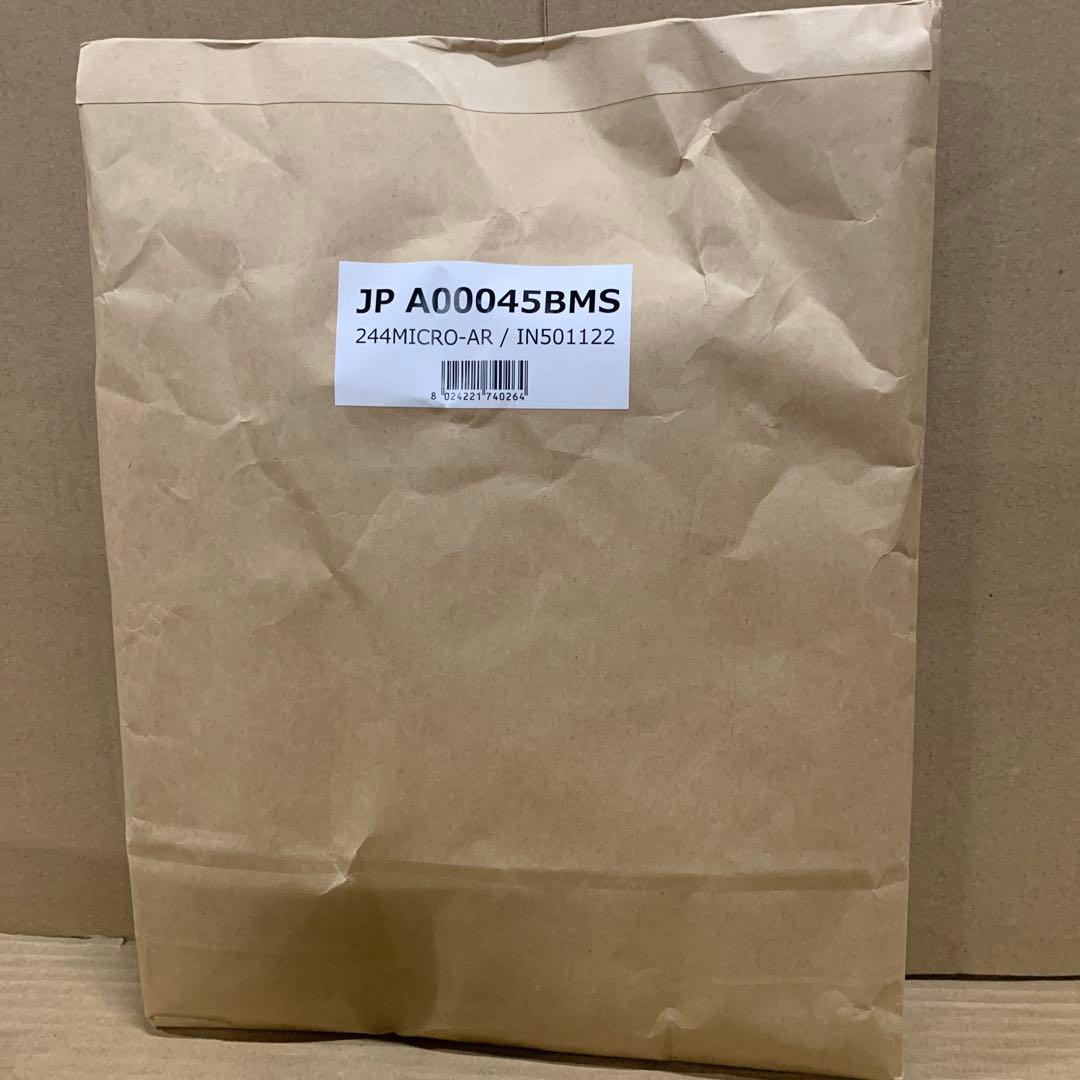 JP A00045BMS
244MICRO-AR / IN501122
8 024221 740264